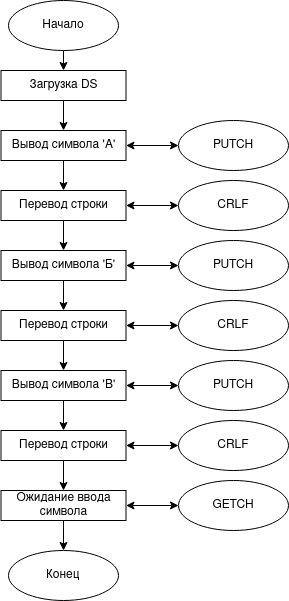 Начало
Загрузка DS
Вывод символа 'А'
PUTCH
Перевод строки
CRLF
Вывод символа 'Б'
PUTCH
Перевод строки
CRLF
Вывод символа 'В'
PUTCH
Перевод строки
CRLF
Ожидание ввода
символа
GETCH
Конец